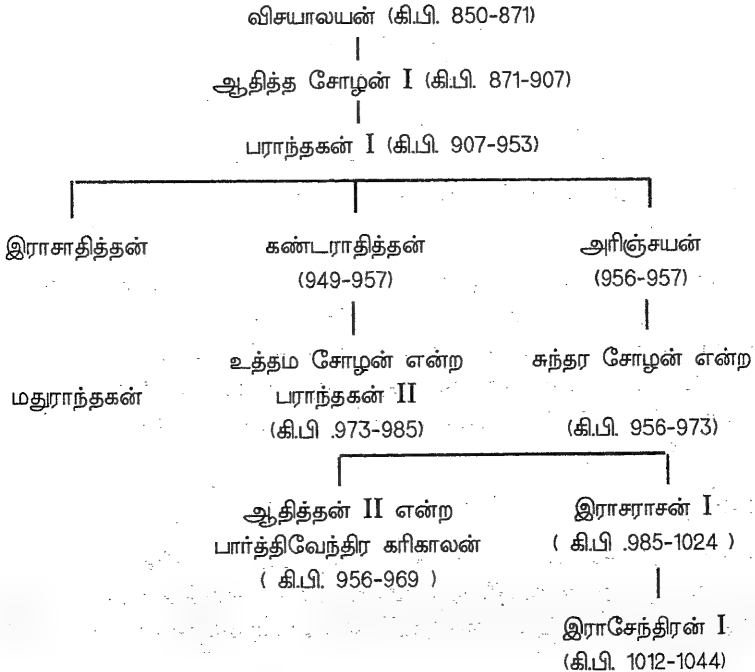 விசயாலயன் (கி.பி. 850-871)
ஆதித்த சோழன் I (கி.பி. 871-907)
பராந்தகன் I (கி.பி. 907-953)
இராசாதித்தன் கண்டராதித்தன் அரிஞ்சயன்
(949-957) (956-957)
உத்தம சோழன் என்ற சுந்தர சோழன் என்ற
மதுராந்தகன் பராந்தகன் II
(கி.பி .973-985) (கி.பி. 956-973)
ஆதித்தன் II என்ற இராசராசன் I
பார்த்திவேந்திர கரிகாலன் ( கி.பி .985-1024 )
( கி.பி. 956-969 )
இராசேந்திரன் I
(கி.பி. 1012-1044)